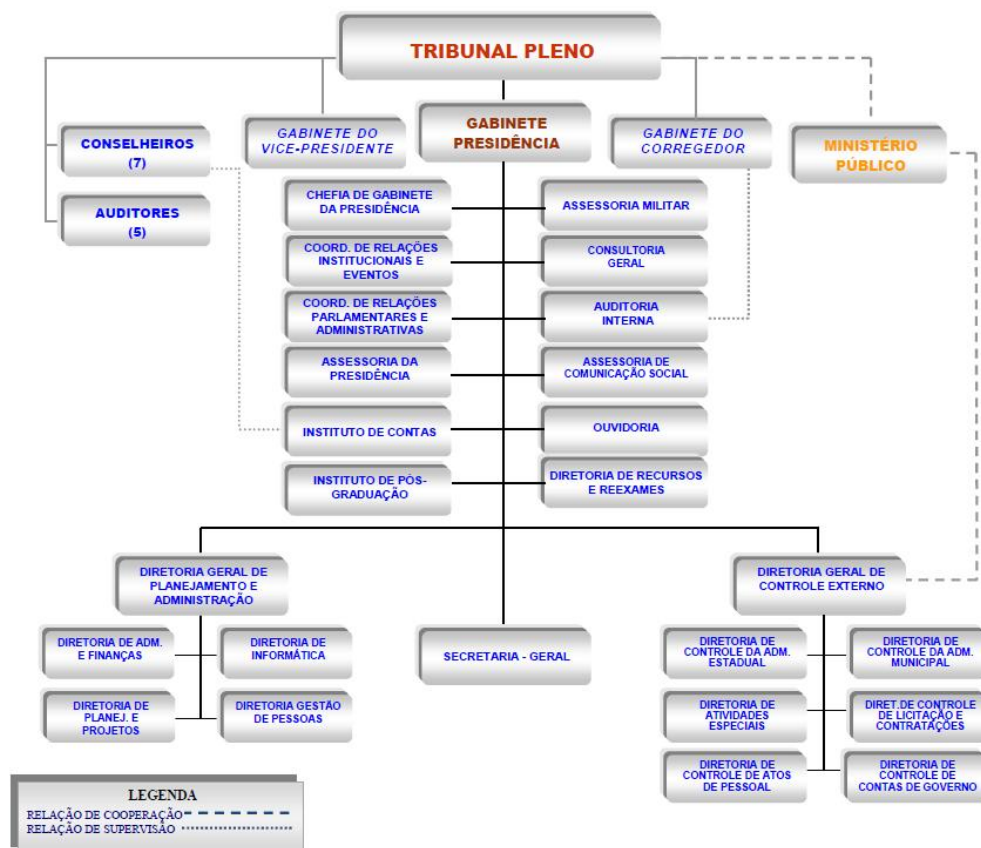 TRIBUNAL PLENO
CONSELHEIROS
(7)
AUDITORES
(5)
GABINETE DO
VICE-PRESIDENTE
GABINETE
PRESIDÊNCIA
GABINETE DO
CORREGEDOR
MINISTÉRIO
PÚBLICO
CHEFIA DE GABINETE
DA PRESIDÊNCIA
ASSESSORIA MILITAR
COORD. DE RELAÇÕES
INSTITUCIONAIS E
EVENTOS
CONSULTORIA
GERAL
COORD. DE RELAÇÕES
PARLAMENTARES E
ADMINISTRATIVAS
AUDITORIA
INTERNA
ASSESSORIA DA
PRESIDÊNCIA
ASSESSORIA DE
COMUNICAÇÃO SOCIAL
INSTITUTO DE CONTAS
OUVIDORIA
INSTITUTO DE PÓS-
GRADUAÇÃO
DIRETORIA DE RECURSOS
E REEXAMES
DIRETORIA GERAL DE
PLANEJAMENTO E
ADMINISTRAÇÃO
DIRETORIA DE ADM.
E FINANÇAS
DIRETORIA DE
INFORMÁTICA
DIRETORIA DE
PLANEJ. E
PROJETOS
DIRETORIA GESTÃO
DE PESSOAS
SECRETARIA - GERAL
DIRETORIA GERAL DE
CONTROLE EXTERNO
DIRETORIA DE
CONTROLE DA ADM.
ESTADUAL
DIRETORIA DE
CONTROLE DA ADM.
MUNICIPAL
DIRETORIA DE
ATIVIDADES
ESPECIAIS
DIRET.DE CONTROLE
DE LICITAÇÃO E
CONTRATAÇÕES
DIRETORIA DE
CONTROLE DE ATOS
DE PESSOAL
DIRETORIA DE
CONTROLE DE
CONTAS DE GOVERNO
LEGENDA
RELAÇÃO DE COOPERAÇÃO
RELAÇÃO DE SUPERVISÃO